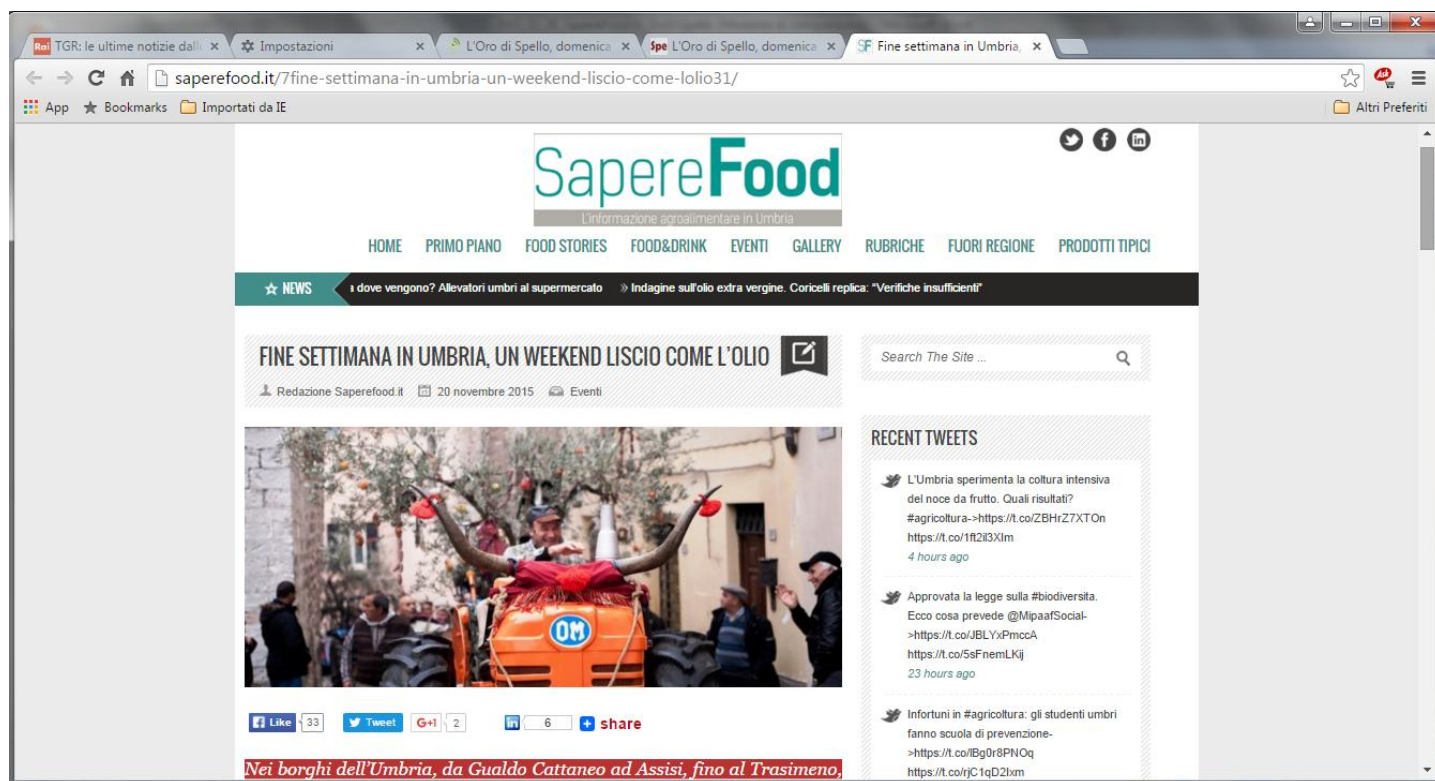 TGR: le ultime notizie dall
Impostazioni
L'Oro di Spello, domenica
Spe L'Oro di Spello, domenica
SF Fine settimana in Umbria,
saperefood.it/7fine-settimana-in-umbria-un-weekend-liscio-come-lolio31/
App Bookmarks Importati da IE
Altri Preferiti
SapereFood
L'informazione agroalimentare in Umbria
HOME PRIMO PIANO FOOD STORIES FOOD&DRINK EVENTI GALLERY RUBRICHE FUORI REGIONE PRODOTTI TIPICI
NEWS
dove vengono? Allevatori umbri al supermercato » Indagine sull'olio extra vergine. Coricelli replica: "Verifiche insufficienti"
FINE SETTIMANA IN UMBRIA, UN WEEKEND LISCIO COME L'OLIO
Redazione Saperefood.it 20 novembre 2015 Eventi
OM
Like 33 Tweet G+1 2 in 6 share
Nei borghi dell'Umbria, da Gualdo Cattaneo ad Assisi, fino al Trasimeno,
Search The Site ...
RECENT TWEETS
L'Umbria sperimenta la coltura intensiva
del noce da frutto. Quali risultati?
#agricoltura->https://t.co/ZBHrZ7XTOn
https://t.co/1ft2il3XIm
4 hours ago
Approvata la legge sulla #biodiversita.
Ecco cosa prevede @MipaafSocial-
>https://t.co/JBLYxPmccA
https://t.co/5sFnemLKij
23 hours ago
Infortuni in #agricoltura: gli studenti umbri
fanno scuola di prevenzione-
>https://t.co/lBg0r8PNOq
https://t.co/rjC1qD2lxm